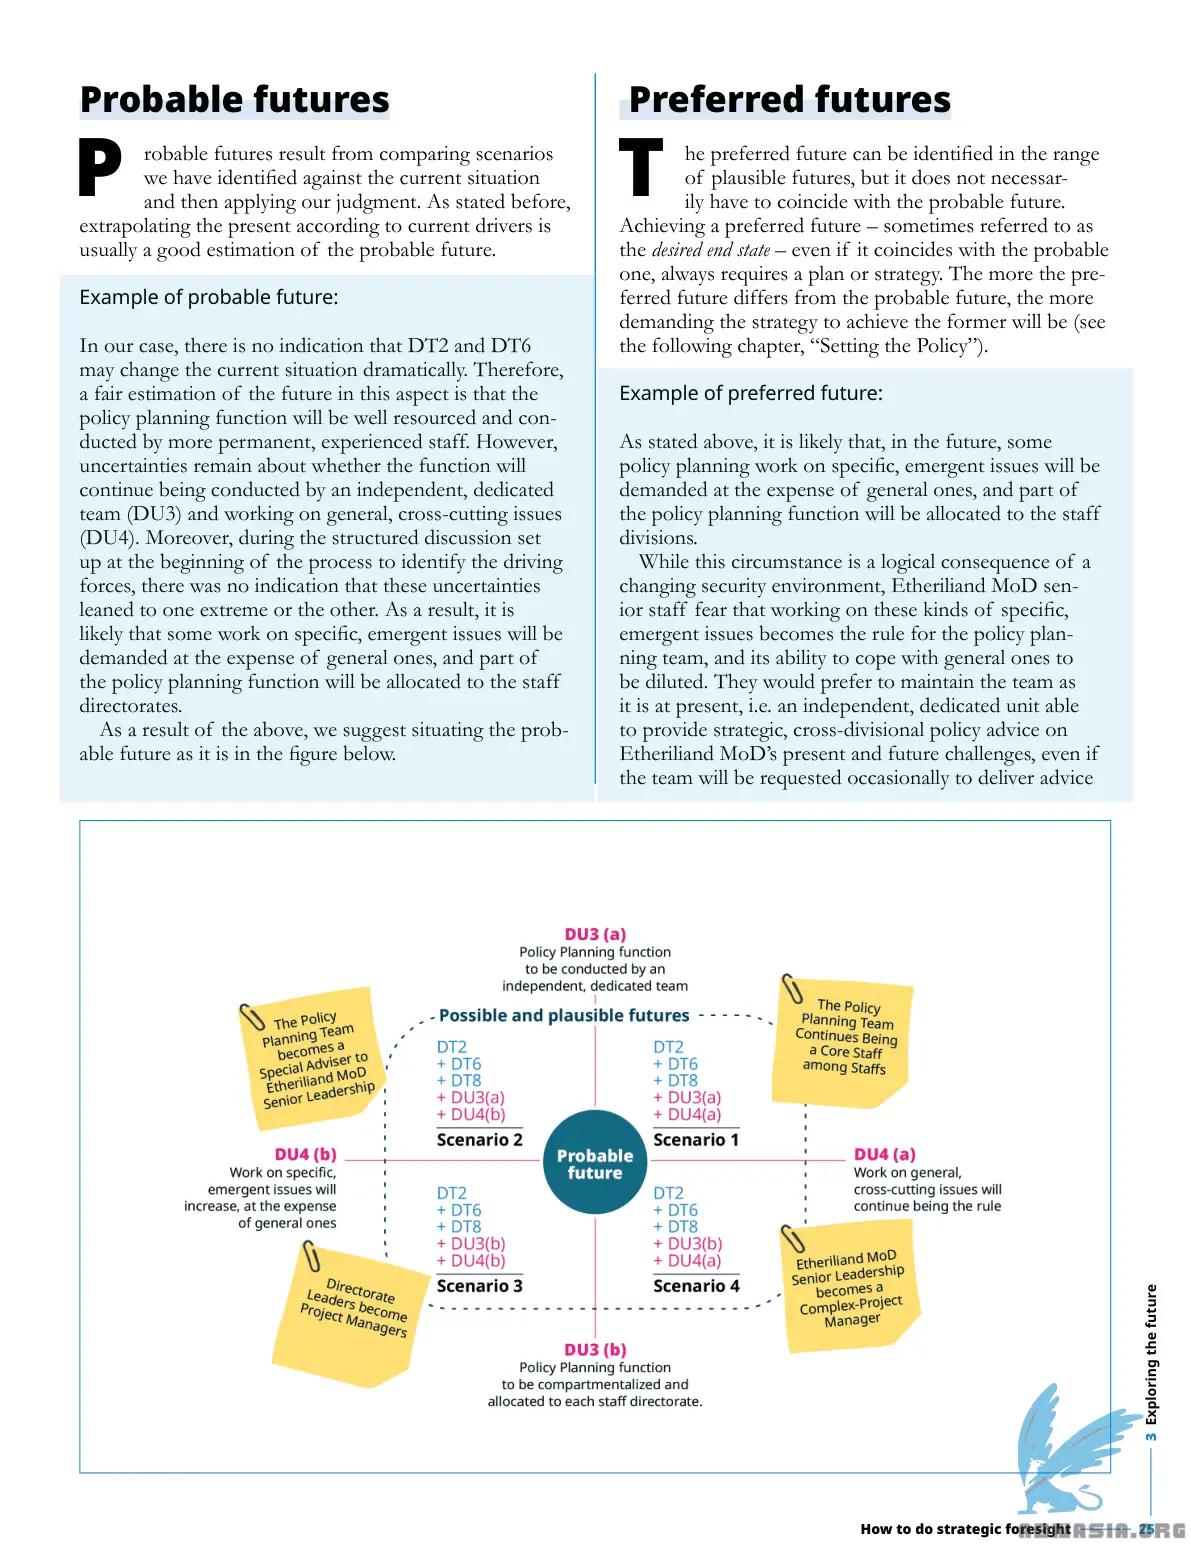 Probable futures
Probable futures result from comparing scenarios
we have identified against the current situation
and then applying our judgment. As stated before,
extrapolating the present according to current drivers is
usually a good estimation of the probable future.
Example of probable future:
In our case, there is no indication that DT2 and DT6
may change the current situation dramatically. Therefore,
a fair estimation of the future in this aspect is that the
policy planning function will be well resourced and con-
ducted by more permanent, experienced staff. However,
uncertainties remain about whether the function will
continue being conducted by an independent, dedicated
team (DU3) and working on general, cross-cutting issues
(DU4). Moreover, during the structured discussion set
up at the beginning of the process to identify the driving
forces, there was no indication that these uncertainties
leaned to one extreme or the other. As a result, it is
likely that some work on specific, emergent issues will be
demanded at the expense of general ones, and part of
the policy planning function will be allocated to the staff
directorates.
As a result of the above, we suggest situating the prob-
able future as it is in the figure below.
Preferred futures
The preferred future can be identified in the range
of plausible futures, but it does not necessar-
ily have to coincide with the probable future.
Achieving a preferred future – sometimes referred to as
the desired end state – even if it coincides with the probable
one, always requires a plan or strategy. The more the pre-
ferred future differs from the probable future, the more
demanding the strategy to achieve the former will be (see
the following chapter, “Setting the Policy”).
Example of preferred future:
As stated above, it is likely that, in the future, some
policy planning work on specific, emergent issues will be
demanded at the expense of general ones, and part of
the policy planning function will be allocated to the staff
divisions.
While this circumstance is a logical consequence of a
changing security environment, Etheriliand MoD sen-
ior staff fear that working on these kinds of specific,
emergent issues becomes the rule for the policy plan-
ning team, and its ability to cope with general ones to
be diluted. They would prefer to maintain the team as
it is at present, i.e. an independent, dedicated unit able
to provide strategic, cross-divisional policy advice on
Etheriliand MoD’s present and future challenges, even if
the team will be requested occasionally to deliver advice
DU3 (a)
Policy Planning function
to be conducted by an
independent, dedicated team
Possible and plausible futures
The Policy
Planning Team
becomes a
Special Adviser to
Etheriliand MoD
Senior Leadership
DT2
+ DT6
+ DT8
+ DU3(a)
+ DU4(b)
Scenario 2
DT2
+ DT6
+ DT8
+ DU3(a)
+ DU4(a)
Scenario 1
The Policy
Planning Team
Continues Being
a Core Staff
among Staffs
DU4 (b)
Work on specific,
emergent issues will
increase, at the expense
of general ones
Probable
future
DU4 (a)
Work on general,
cross-cutting issues will
continue being the rule
Directorate
Leaders become
Project Managers
DT2
+ DT6
+ DT8
+ DU3(b)
+ DU4(b)
Scenario 3
DT2
+ DT6
+ DT8
+ DU3(b)
+ DU4(a)
Scenario 4
Etheriliand MoD
Senior Leadership
becomes a
Complex-Project
Manager
DU3 (b)
Policy Planning function
to be compartmentalized and
allocated to each staff directorate.
3 Exploring the future
How to do strategic foresight 25